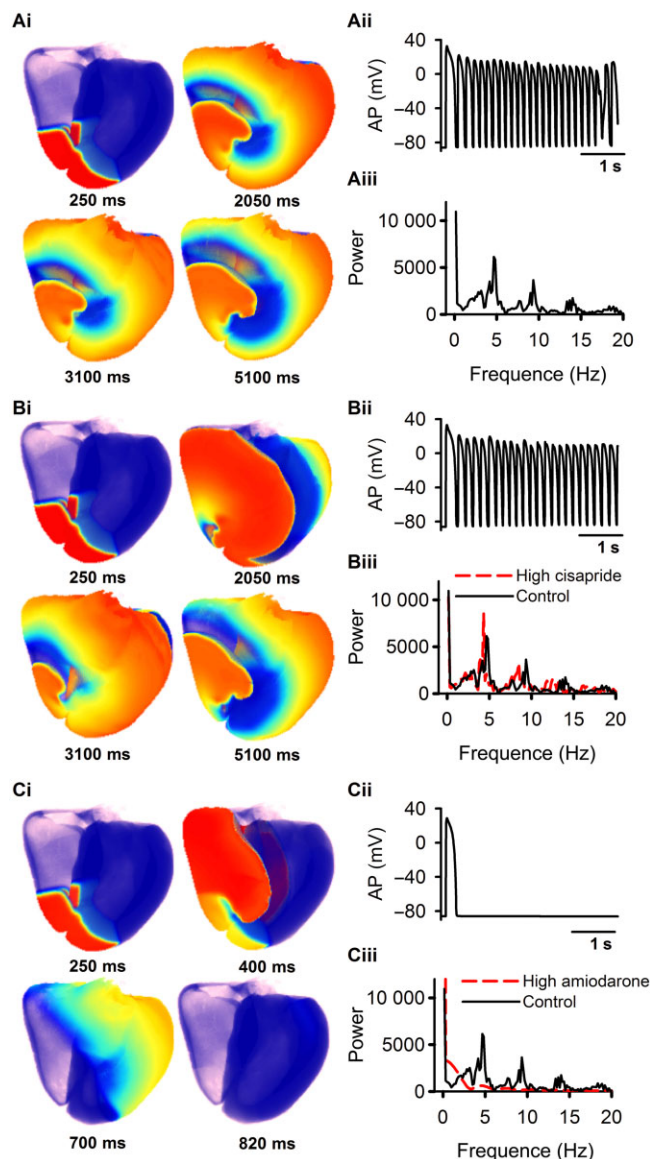 Ai
250 ms
2050 ms
3100 ms
5100 ms
Aii
AP (mV)
40
0
−40
−80
1 s
Aiii
Power
10 000
5000
0
0 5 10 15 20
Frequence (Hz)
Bi
250 ms
2050 ms
3100 ms
5100 ms
Bii
AP (mV)
40
0
−40
−80
1 s
Biii
High cisapride
Control
Power
10 000
5000
0
0 5 10 15 20
Frequence (Hz)
Ci
250 ms
400 ms
700 ms
820 ms
Cii
AP (mV)
40
0
−40
−80
1 s
Ciii
High amiodarone
Control
Power
10 000
5000
0
0 5 10 15 20
Frequence (Hz)